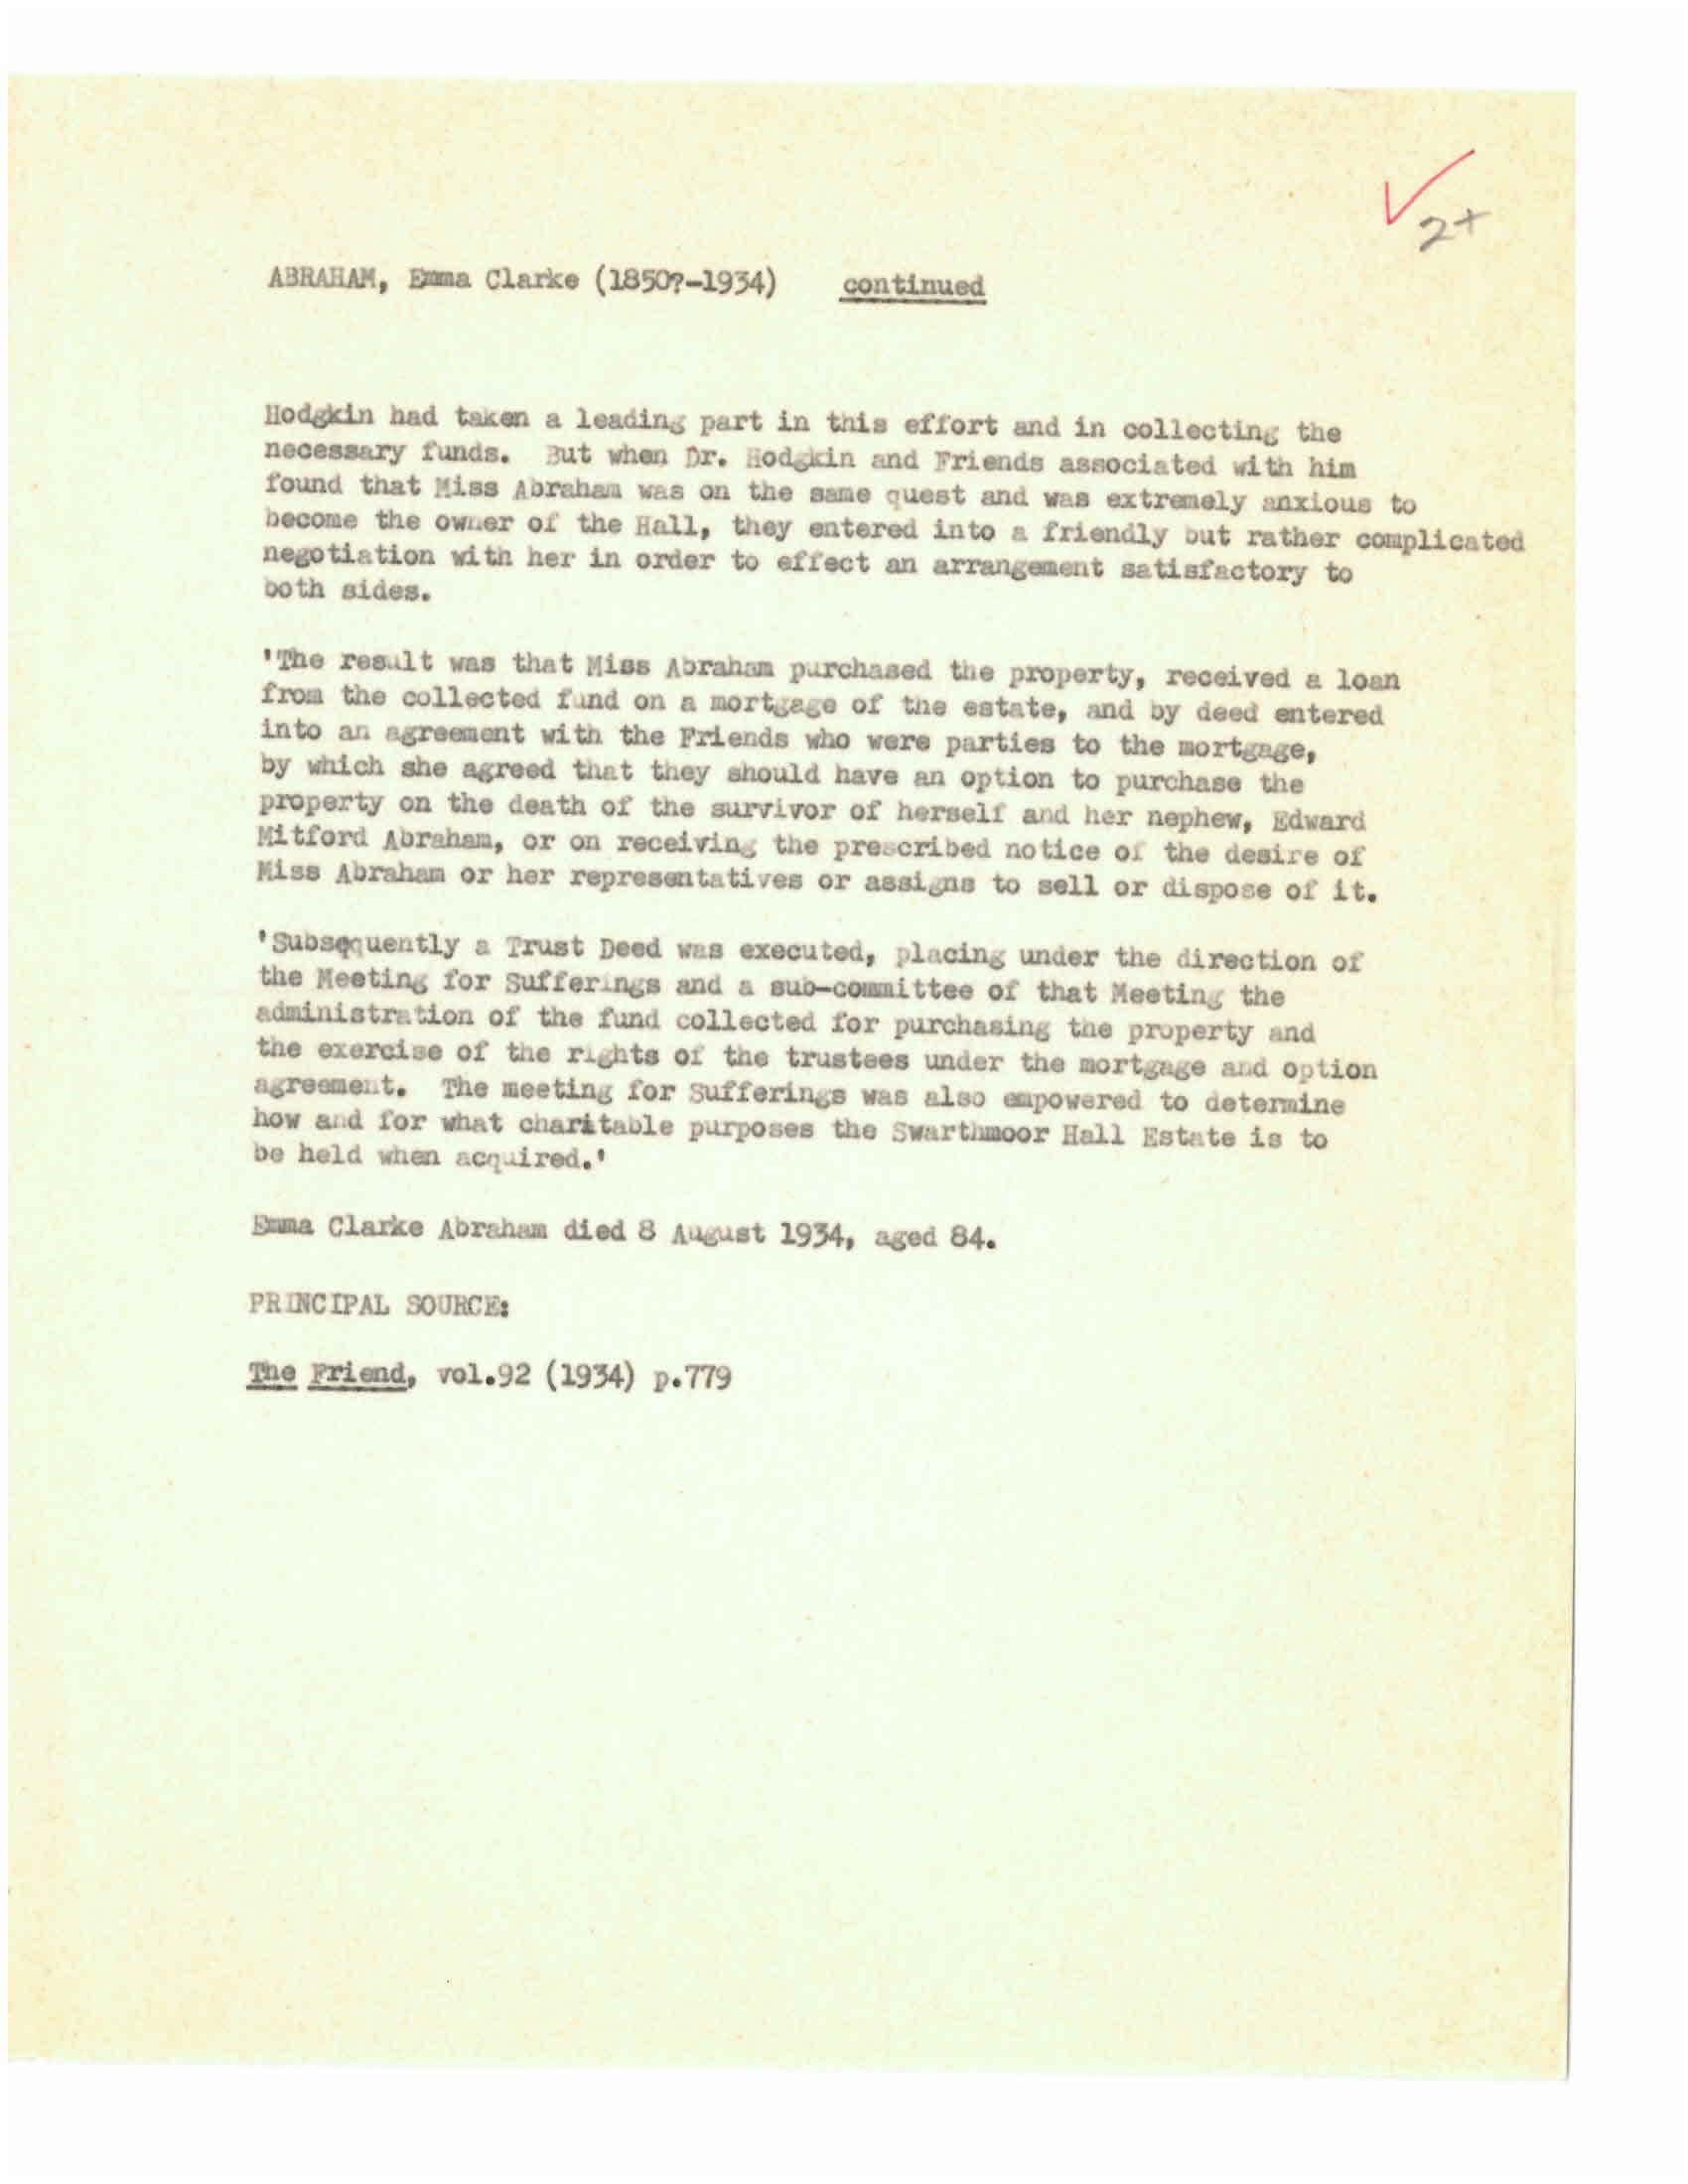 2+
ABRAHAM, Emma Clarke (1850?-1934) continued
Hodgkin had taken a leading part in this effort and in collecting the
necessary funds. But when Dr. Hodgkin and Friends associated with him
found that Miss Abraham was on the same quest and was extremely anxious to
become the owner of the Hall, they entered into a friendly but rather complicated
negotiation with her in order to effect an arrangement satisfactory to
both sides.
'The result was that Miss Abraham purchased the property, received a loan
from the collected fund on a mortgage of the estate, and by deed entered
into an agreement with the Friends who were parties to the mortgage,
by which she agreed that they should have an option to purchase the
property on the death of the survivor of herself and her nephew, Edward
Mitford Abraham, or on receiving the prescribed notice of the desire of
Miss Abraham or her representatives or assigns to sell or dispose of it.
'Subsequently a Trust Deed was executed, placing under the direction of
the Meeting for Sufferings and a sub-committee of that Meeting the
administration of the fund collected for purchasing the property and
the exercise of the rights of the trustees under the mortgage and option
agreement. The meeting for Sufferings was also empowered to determine
how and for what charitable purposes the Swarthmoor Hall Estate is to
be held when acquired.'
Emma Clarke Abraham died 8 August 1934, aged 84.
PRINCIPAL SOURCE:
The Friend, vol.92 (1934) p.779